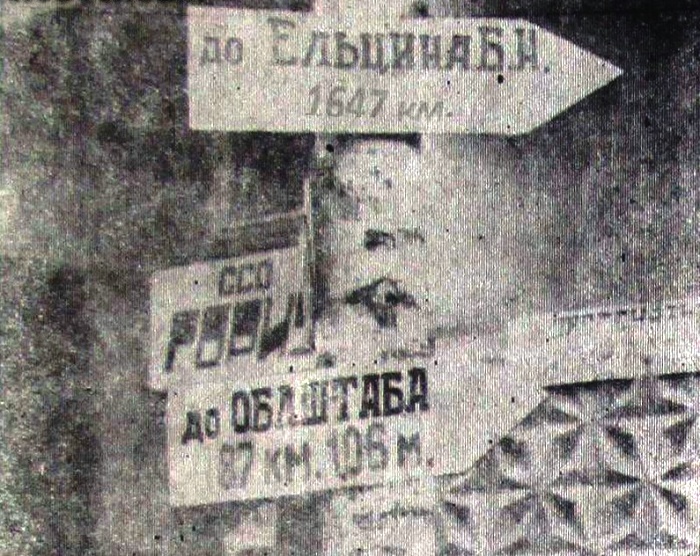 до ЕЛЬЦИНА Б.Н.
1647 км.
ССО
до ОБЛШТАБА
87 КМ. 106 м.